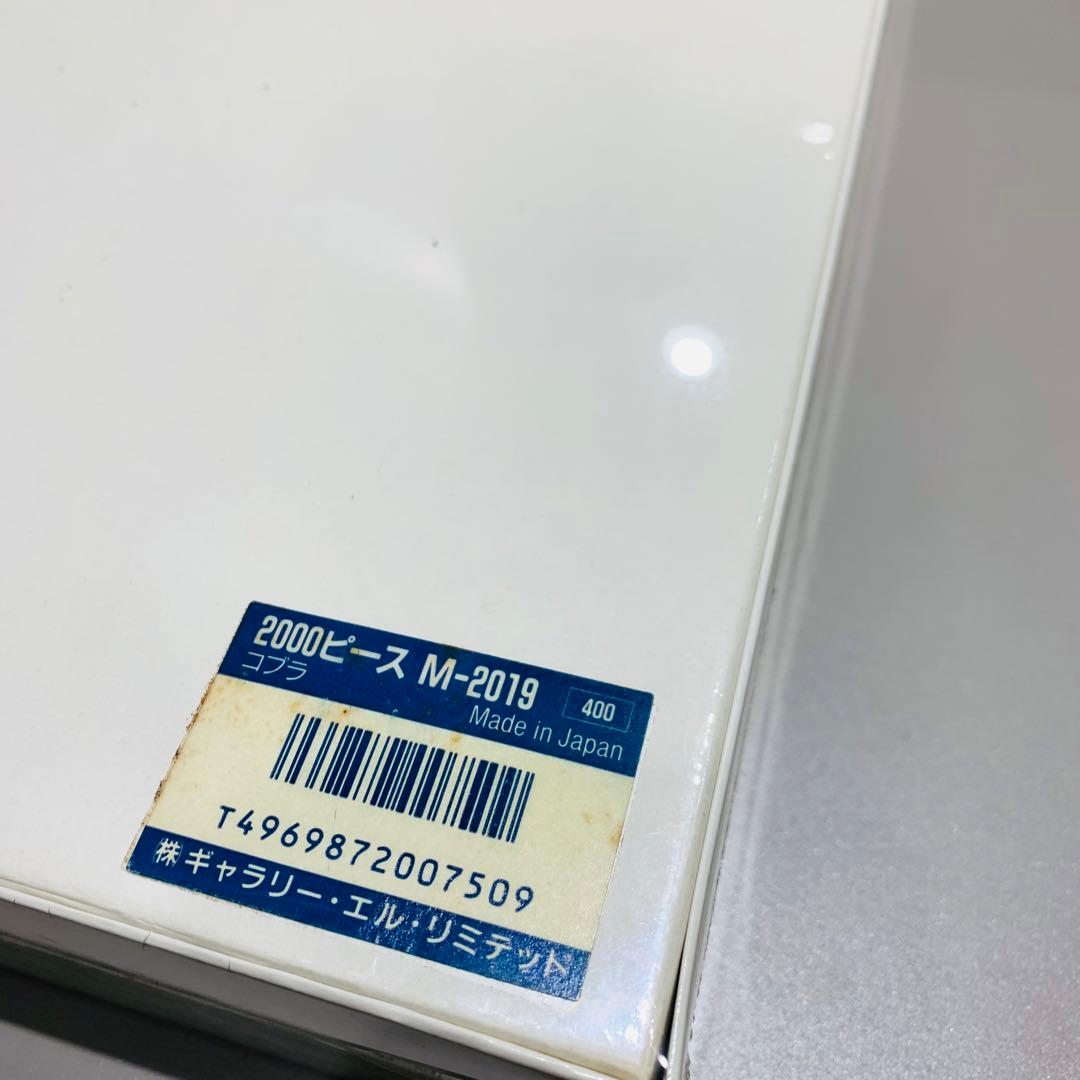 2000ピース M-2019 400
コブラ Made in Japan
T4969872007509
㈱ギャラリー・エル・リミテット